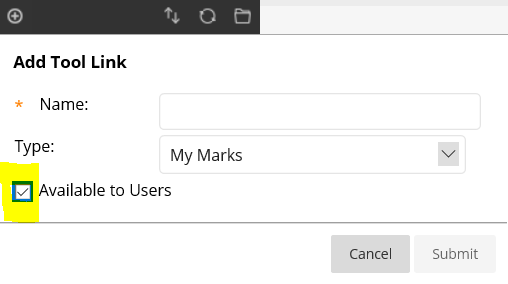 Add Tool Link
* Name:
Type:
My Marks
Available to Users
Cancel
Submit